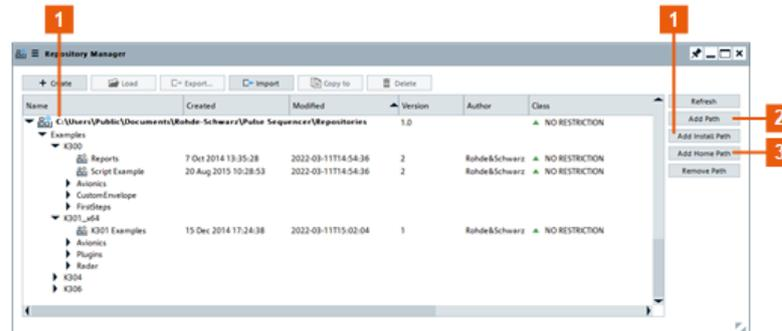 1 1
Repository Manager
+ Create Load Export... Import Copy to Delete
Name Created Modified Version Author Class
Refresh
C:\Users\Public\Documents\Rohde-Schwarz\Pulse Sequencer\Repositories 1.0 NO RESTRICTION
Add Path 2
Examples
Add Install Path
K300
Add Home Path 3
Reports 7 Oct 2014 13:35:28 2022-03-11T14:54:36 2 Rohde&Schwarz NO RESTRICTION
Script Example 20 Aug 2015 10:28:53 2022-03-11T14:54:36 2 Rohde&Schwarz NO RESTRICTION
Remove Path
Avionics
CustomEnvelope
FirstSteps
K301_x64
K301 Examples 15 Dec 2014 17:24:38 2022-03-11T15:02:04 1 Rohde&Schwarz NO RESTRICTION
Avionics
Plugins
Radar
K304
K306